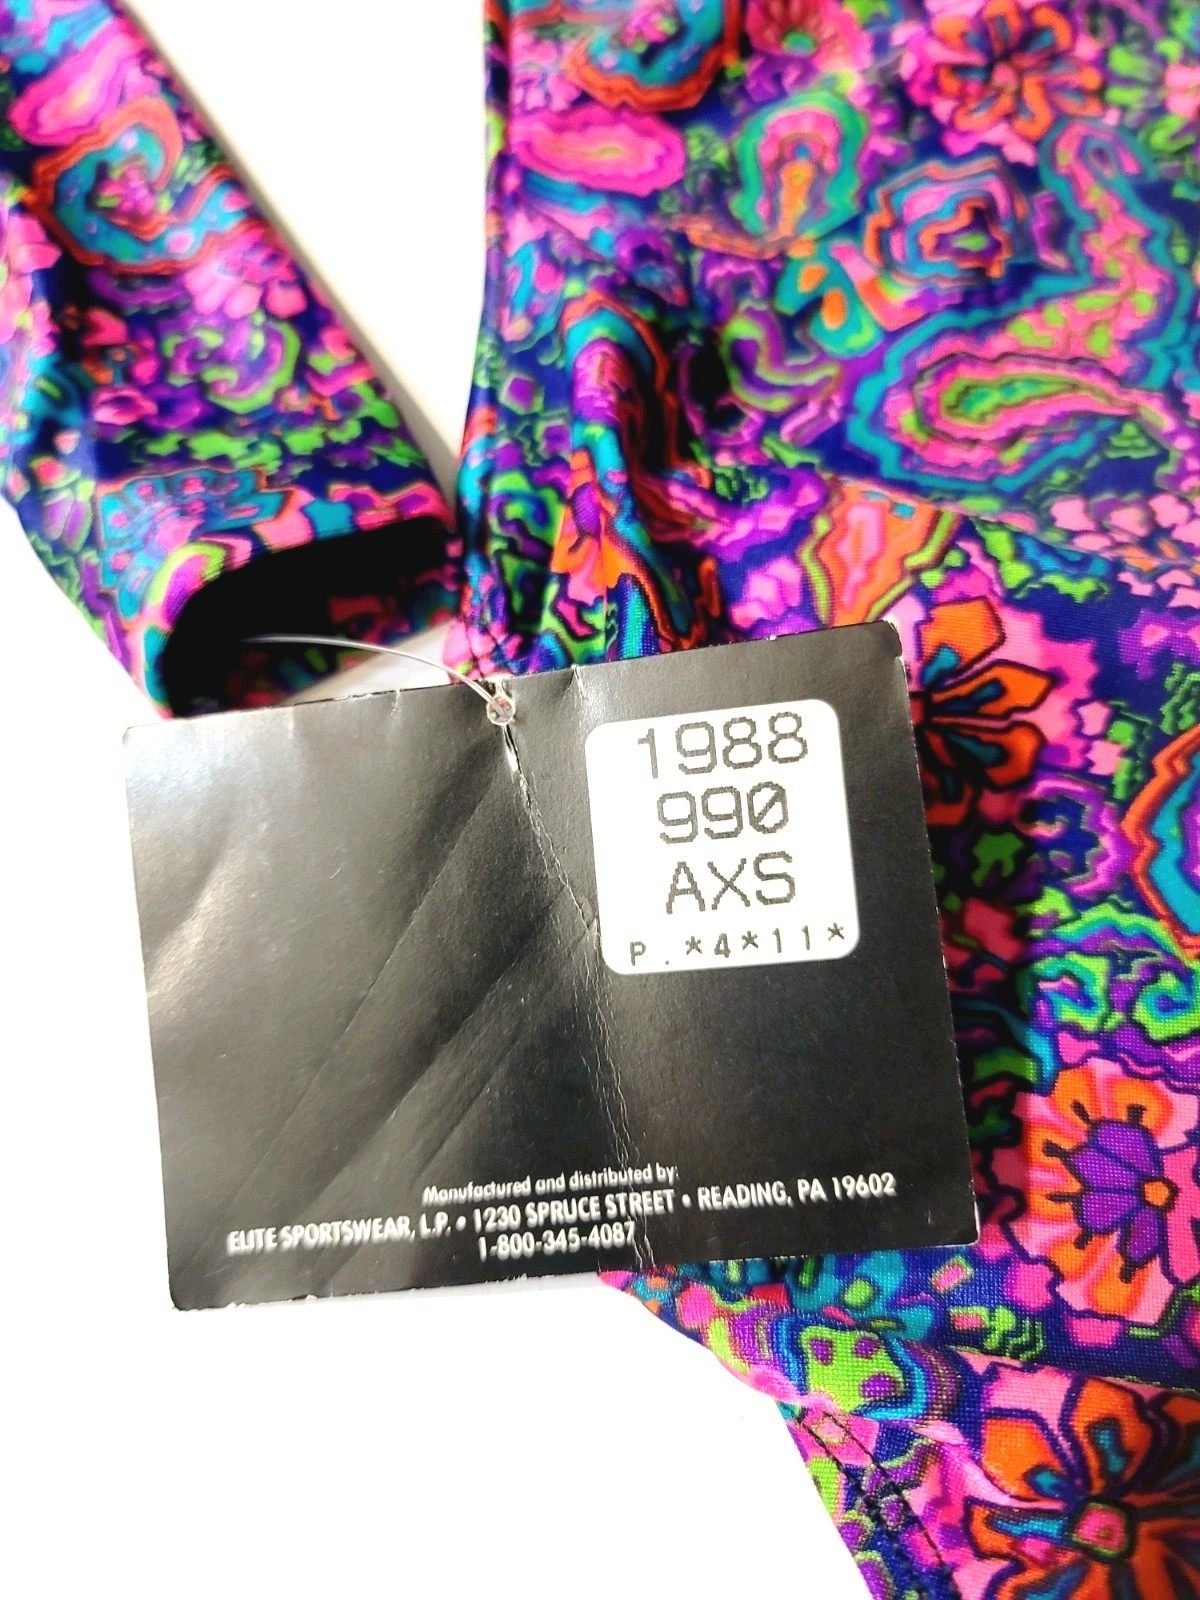 1988
990
AXS
P.*4*11*
Manufactured and distributed by:
ELITE SPORTSWEAR, L.P. • 1230 SPRUCE STREET • READING, PA 19602
1-800-345-4087